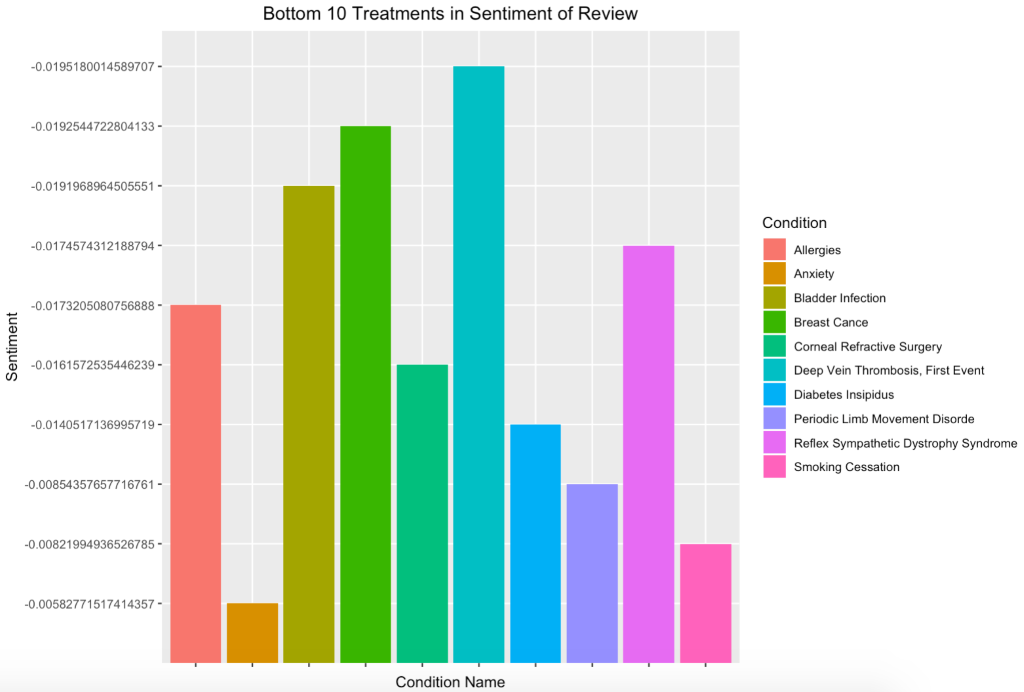 Bottom 10 Treatments in Sentiment of Review
Sentiment
-0.0195180014589707
-0.0192544722804133
-0.0191968964505551
-0.0174574312188794
-0.0173205080756888
-0.0161572535446239
-0.0140517136995719
-0.00854357657716761
-0.00821994936526785
-0.00582771517414357
Condition Name
Condition
Allergies
Anxiety
Bladder Infection
Breast Cance
Corneal Refractive Surgery
Deep Vein Thrombosis, First Event
Diabetes Insipidus
Periodic Limb Movement Disorde
Reflex Sympathetic Dystrophy Syndrome
Smoking Cessation